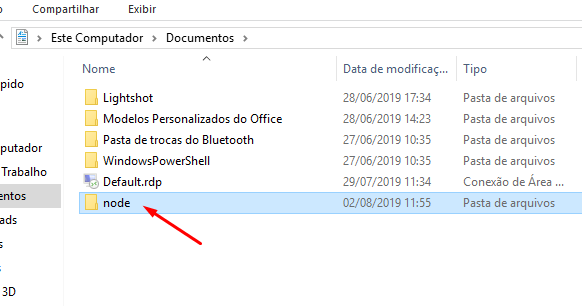 Compartilhar Exibir
Este Computador Documentos
Nome Data de modificaç... Tipo
Lightshot 28/06/2019 17:34 Pasta de arquivos
pido
Modelos Personalizados do Office 28/06/2019 14:23 Pasta de arquivos
Pasta de trocas do Bluetooth 27/06/2019 10:35 Pasta de arquivos
mputador
WindowsPowerShell 27/06/2019 10:35 Pasta de arquivos
Trabalho
Default.rdp 29/07/2019 11:34 Conexão de Área ...
entos
node 02/08/2019 11:55 Pasta de arquivos
ads
s
3D